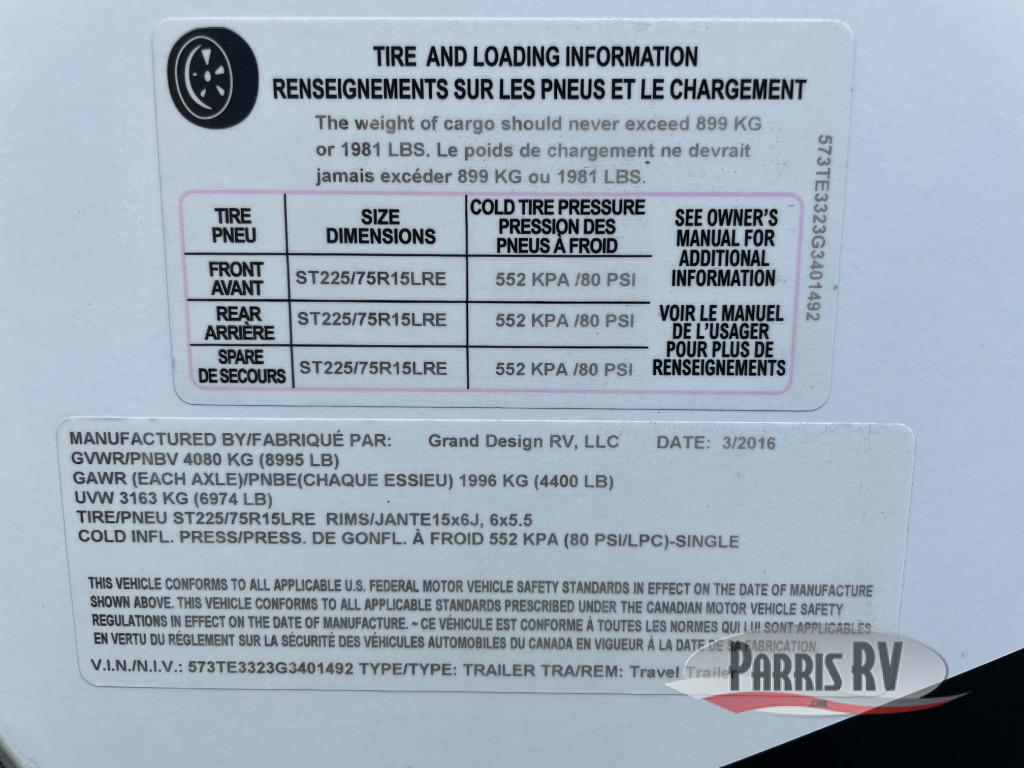 TIRE AND LOADING INFORMATION
RENSEIGNEMENTS SUR LES PNEUS ET LE CHARGEMENT
The weight of cargo should never exceed 899 KG
or 1981 LBS. Le poids de chargement ne devrait
jamais excéder 899 KG ou 1981 LBS.
573TE3323G3401492
TIRE
PNEU
SIZE
DIMENSIONS
COLD TIRE PRESSURE
PRESSION DES
PNEUS À FROID
SEE OWNER'S
MANUAL FOR
ADDITIONAL
INFORMATION
FRONT
AVANT
ST225/75R15LRE
552 KPA /80 PSI
REAR
ARRIÈRE
ST225/75R15LRE
552 KPA /80 PSI
SPARE
DE SECOURS
ST225/75R15LRE
552 KPA /80 PSI
VOIR LE MANUEL
DE L'USAGER
POUR PLUS DE
RENSEIGNEMENTS
MANUFACTURED BY/FABRIQUÉ PAR: Grand Design RV, LLC DATE: 3/2016
GVWR/PNBV 4080 KG (8995 LB)
GAWR (EACH AXLE)/PNBE(CHAQUE ESSIEU) 1996 KG (4400 LB)
UVW 3163 KG (6974 LB)
TIRE/PNEU ST225/75R15LRE RIMS/JANTE15x6J, 6x5.5
COLD INFL. PRESS/PRESS. DE GONFL. À FROID 552 KPA (80 PSI/LPC)-SINGLE
THIS VEHICLE CONFORMS TO ALL APPLICABLE U.S. FEDERAL MOTOR VEHICLE SAFETY STANDARDS IN EFFECT ON THE DATE OF MANUFACTURE
SHOWN ABOVE. THIS VEHICLE CONFORMS TO ALL APPLICABLE STANDARDS PRESCRIBED UNDER THE CANADIAN MOTOR VEHICLE SAFETY
REGULATIONS IN EFFECT ON THE DATE OF MANUFACTURE. ~ CE VÉHICULE EST CONFORME À TOUTES LES NORMES QUI LUI SONT APPLICABLES
EN VERTU DU RÉGLEMENT SUR LA SÉCURITÉ DES VÉHICULES AUTOMOBILES DU CANADA EN VIGUEUR À LA DATE DE SA FABRICATION
V.I.N./N.I.V.: 573TE3323G3401492 TYPE/TYPE: TRAILER TRA/REM: Travel Trailer
PARRIS RV
.com